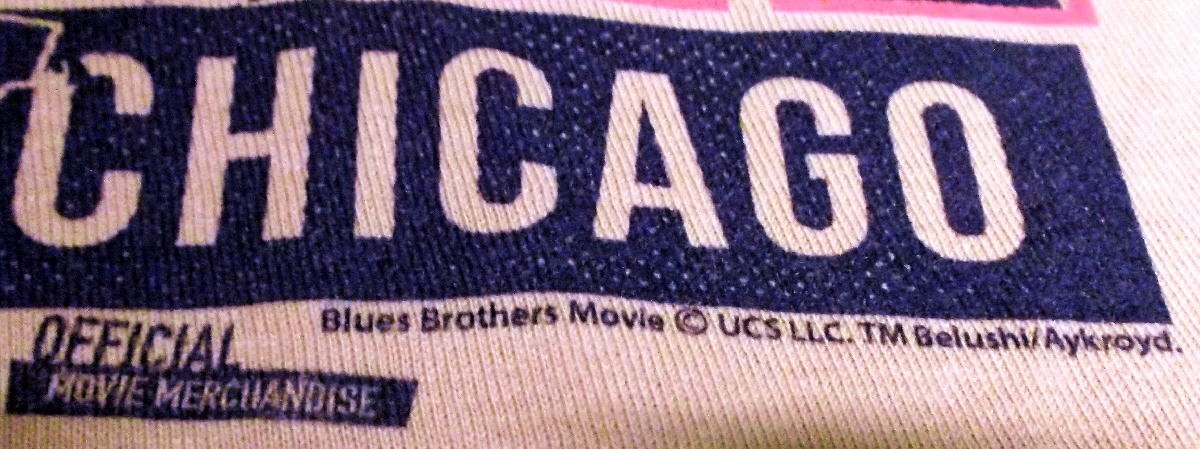 CHICAGO
Blues Brothers Movie © UCS LLC. TM Belushi/Aykroyd.
OFFICIAL
MOVIE MERCHANDISE